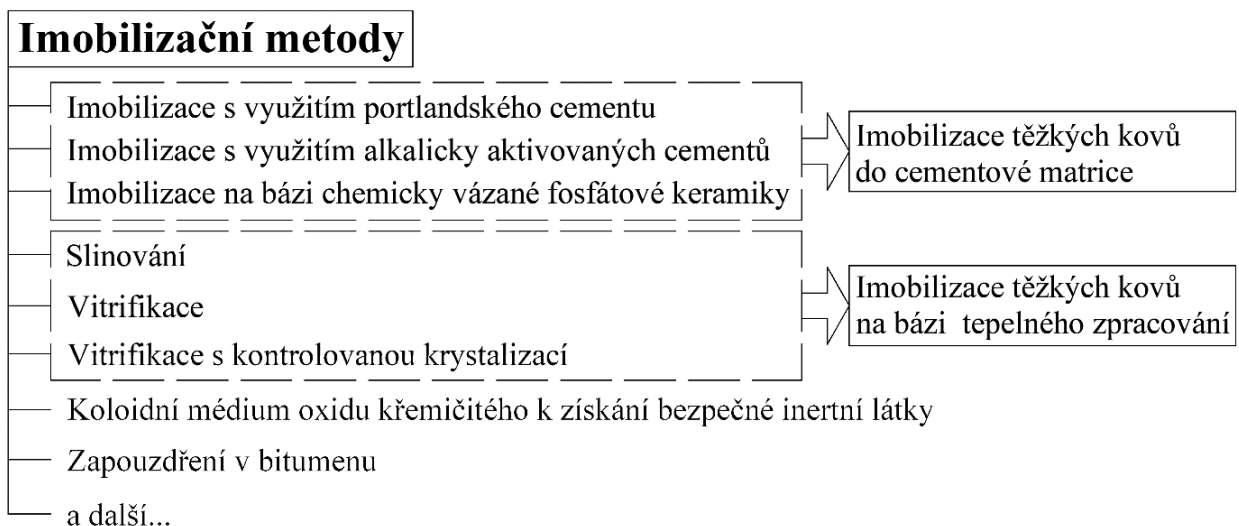 Imobilizační metody
Imobilizace s využitím portlandského cementu
Imobilizace s využitím alkalicky aktivovaných cementů
Imobilizace na bázi chemicky vázané fosfátové keramiky
Imobilizace těžkých kovů
do cementové matrice
Slinování
Vitrifikace
Vitrifikace s kontrolovanou krystalizací
Imobilizace těžkých kovů
na bázi tepelného zpracování
Koloidní médium oxidu křemičitého k získání bezpečné inertní látky
Zapouzdření v bitumenu
a další...